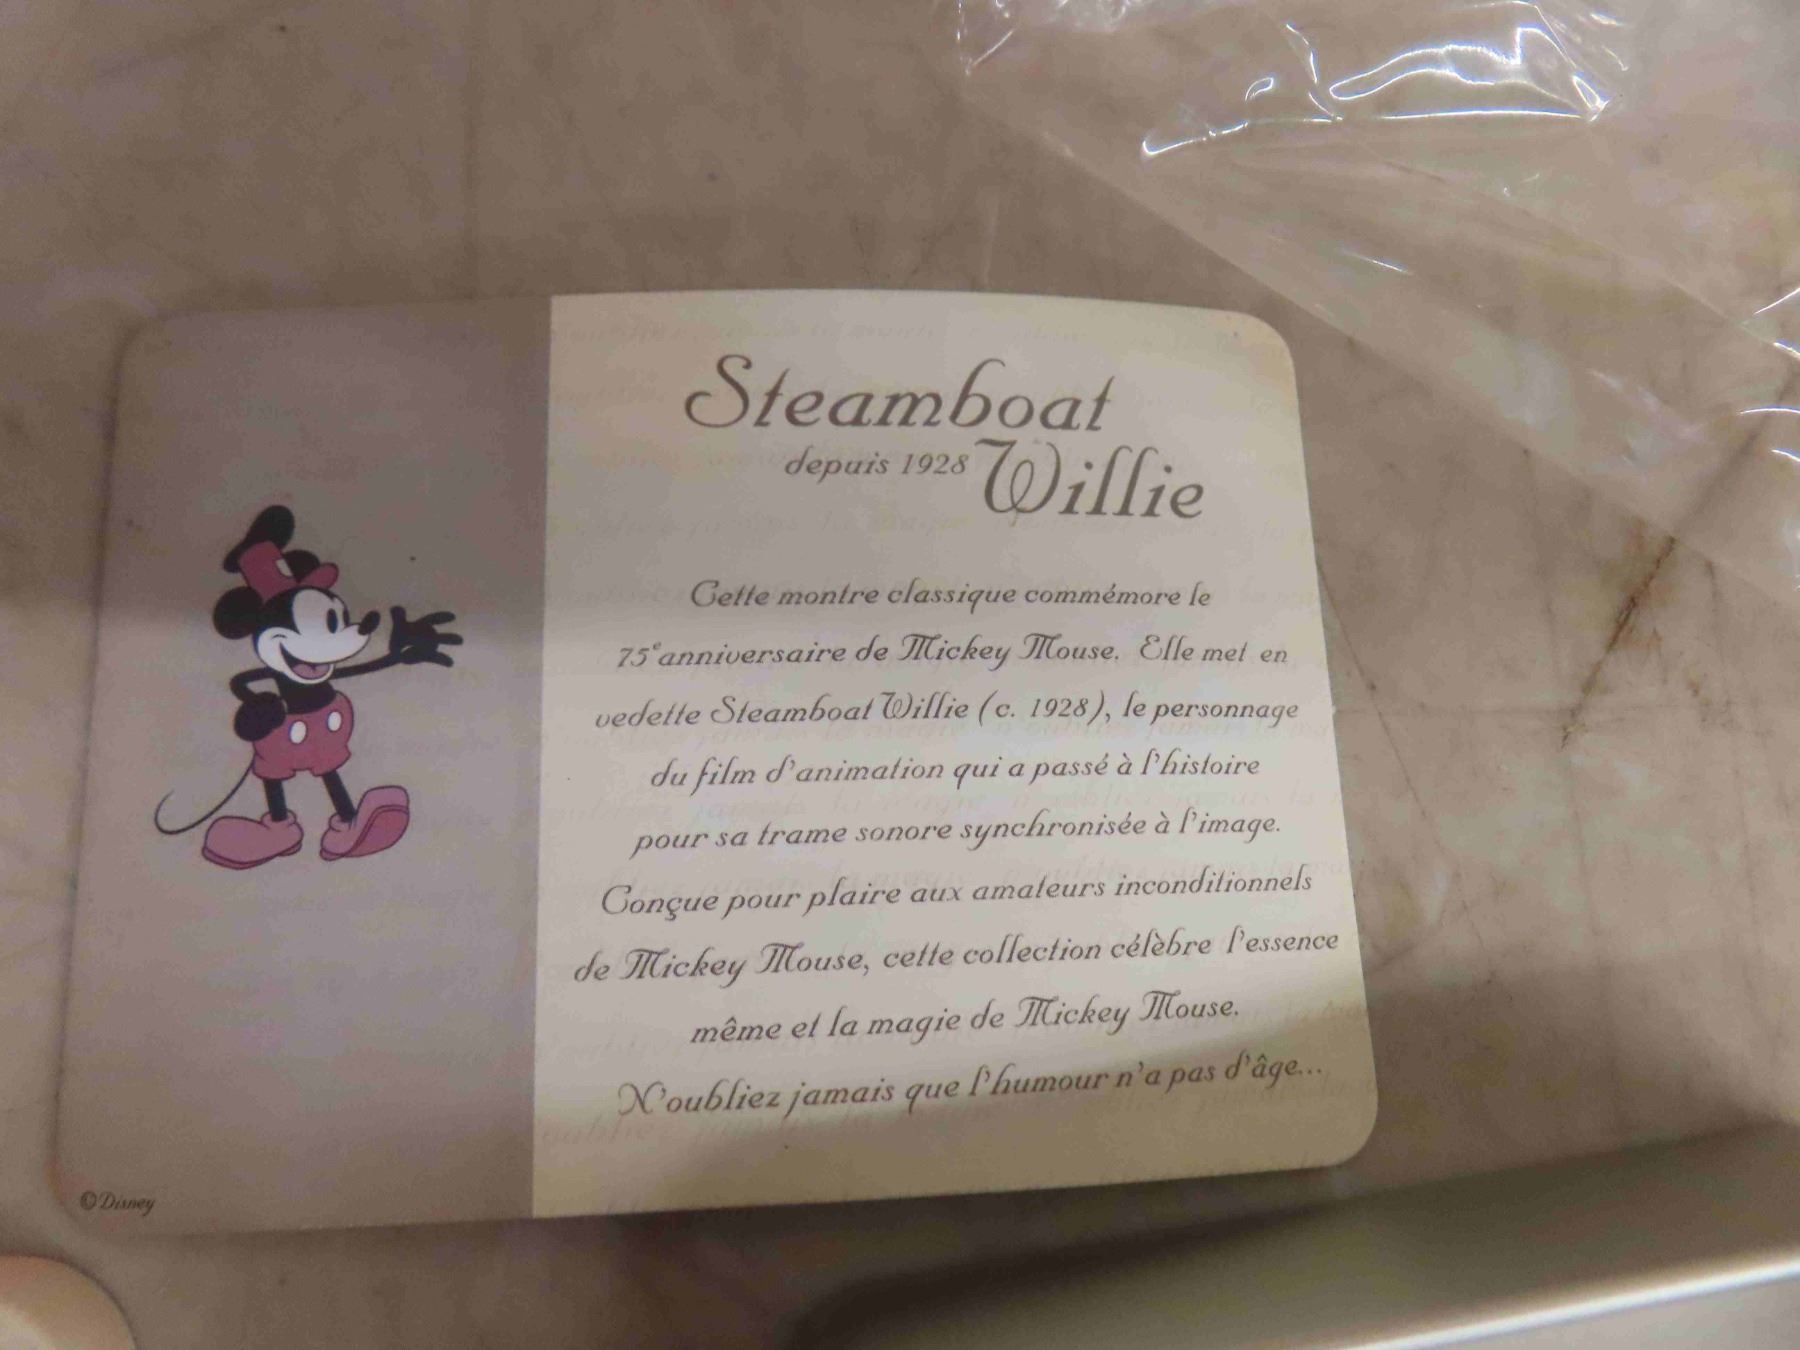 Steamboat
depuis 1928 Willie
Cette montre classique commémore le
75e anniversaire de Mickey Mouse. Elle met en
vedette Steamboat Willie (c. 1928), le personnage
du film d'animation qui a passé à l'histoire
pour sa trame sonore synchronisée à l'image.
Conçue pour plaire aux amateurs inconditionnels
de Mickey Mouse, cette collection célèbre l'essence
même et la magie de Mickey Mouse.
N'oubliez jamais que l'humour n'a pas d'âge...
©Disney